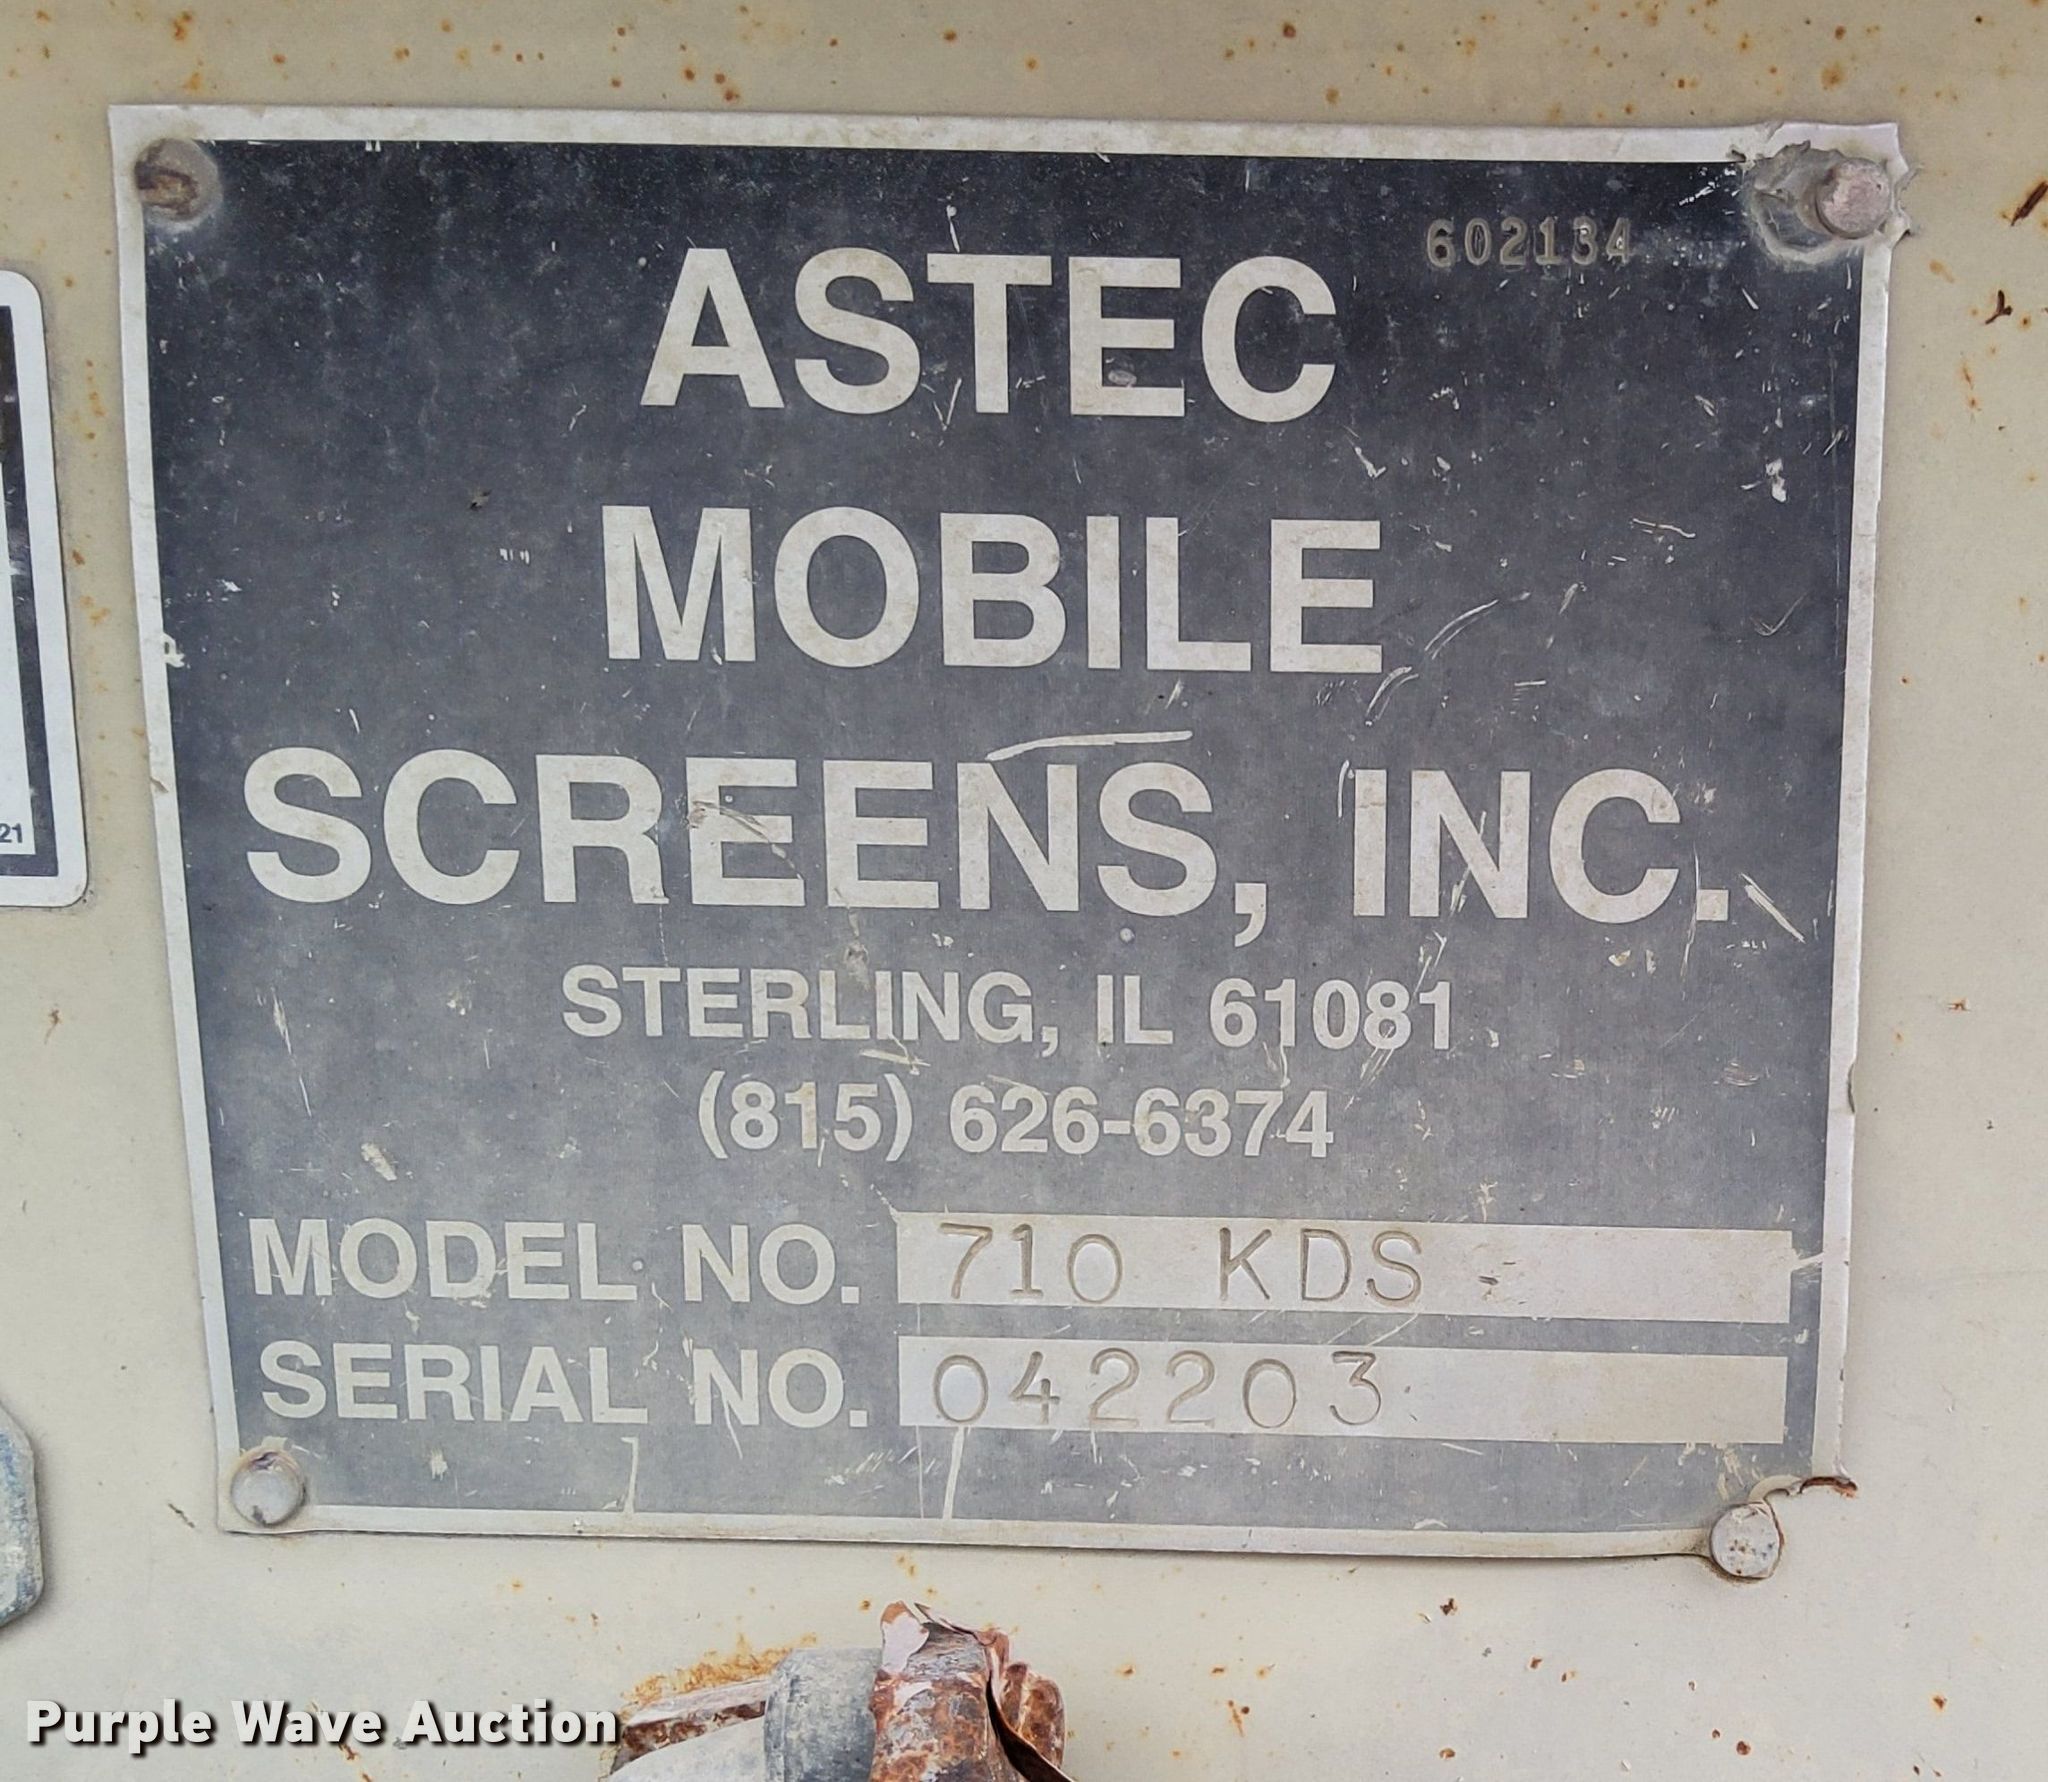 602134
ASTEC
MOBILE
SCREENS, INC.
STERLING, IL 61081
(815) 626-6374
MODEL NO. 710 KDS
SERIAL NO. 042203
21
Purple Wave Auction